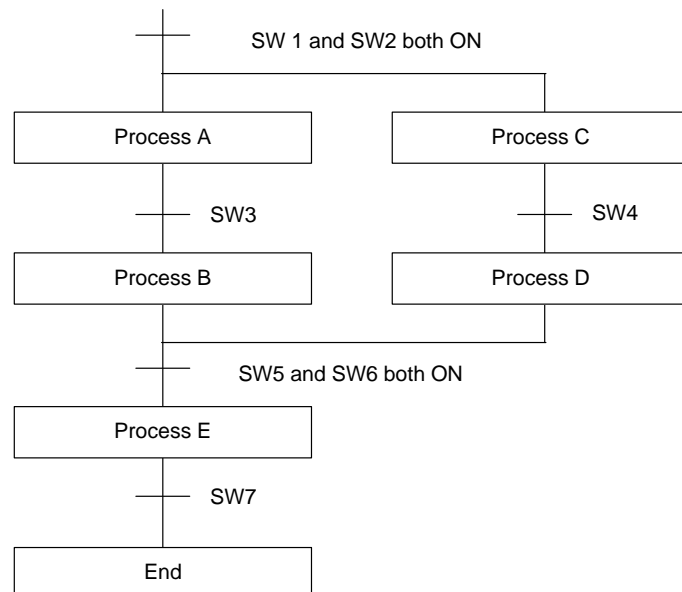 SW 1 and SW2 both ON
Process A
Process C
SW3
SW4
Process B
Process D
SW5 and SW6 both ON
Process E
SW7
End